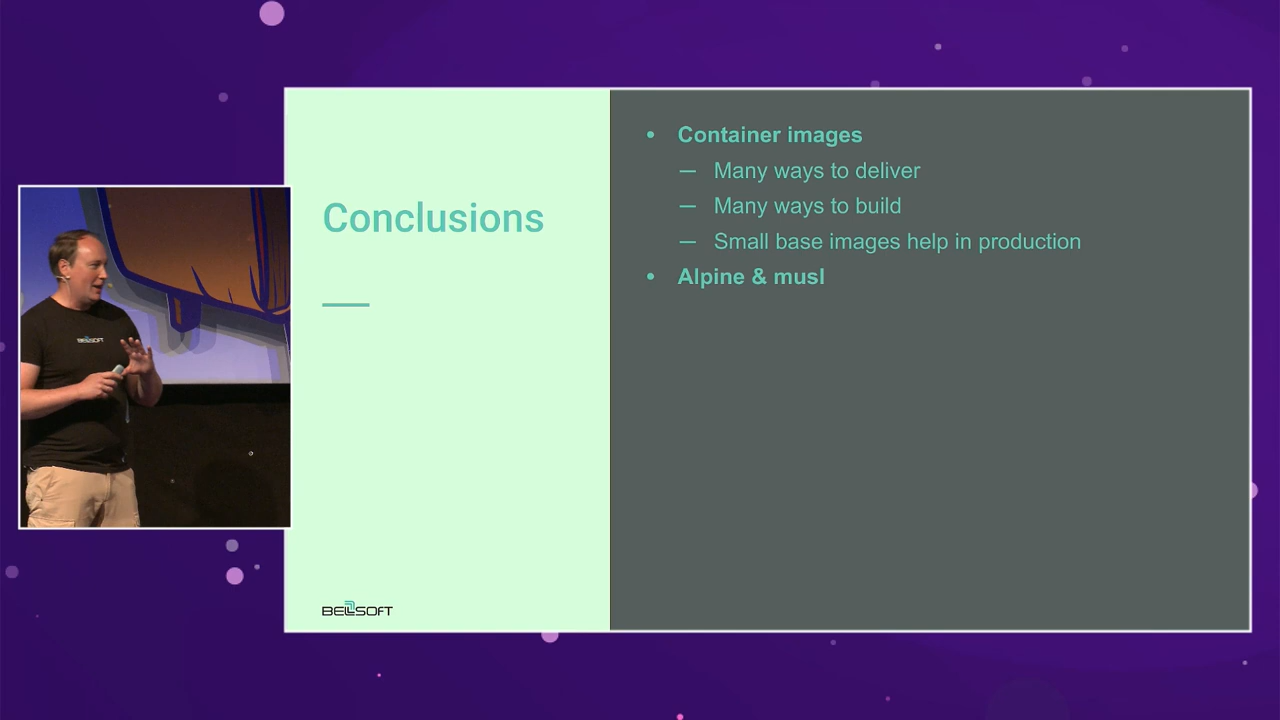 Conclusions
• Container images
— Many ways to deliver
— Many ways to build
— Small base images help in production
• Alpine & musl
BELLSOFT
BELLSOFT